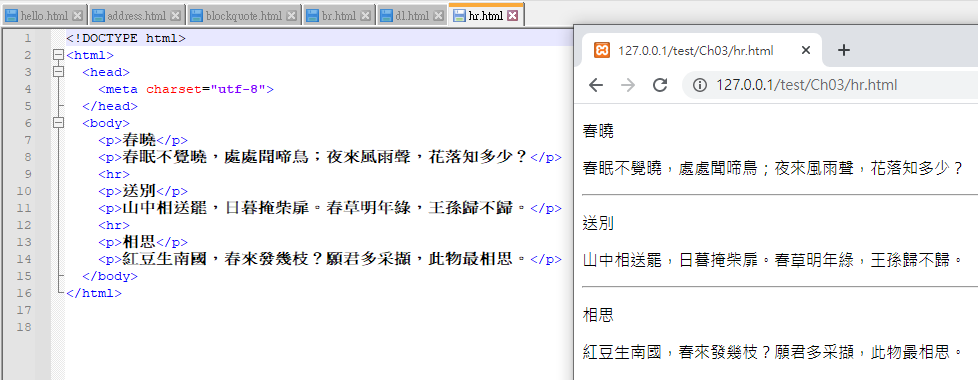 hello.html address.html blockquote.html br.html dl.html hr.html
1 <!DOCTYPE html>
2 <html>
3 <head>
4 <meta charset="utf-8">
5 </head>
6 <body>
7 <p>春曉</p>
8 <p>春眠不覺曉，處處聞啼鳥；夜來風雨聲，花落知多少？</p>
9 <hr>
10 <p>送別</p>
11 <p>山中相送罷，日暮掩柴扉。春草明年綠，王孫歸不歸。</p>
12 <hr>
13 <p>相思</p>
14 <p>紅豆生南國，春來發幾枝？願君多采擷，此物最相思。</p>
15 </body>
16 </html>
17
18
127.0.0.1/test/Ch03/hr.html
127.0.0.1/test/Ch03/hr.html
春曉
春眠不覺曉，處處聞啼鳥；夜來風雨聲，花落知多少？
送別
山中相送罷，日暮掩柴扉。春草明年綠，王孫歸不歸。
相思
紅豆生南國，春來發幾枝？願君多采擷，此物最相思。